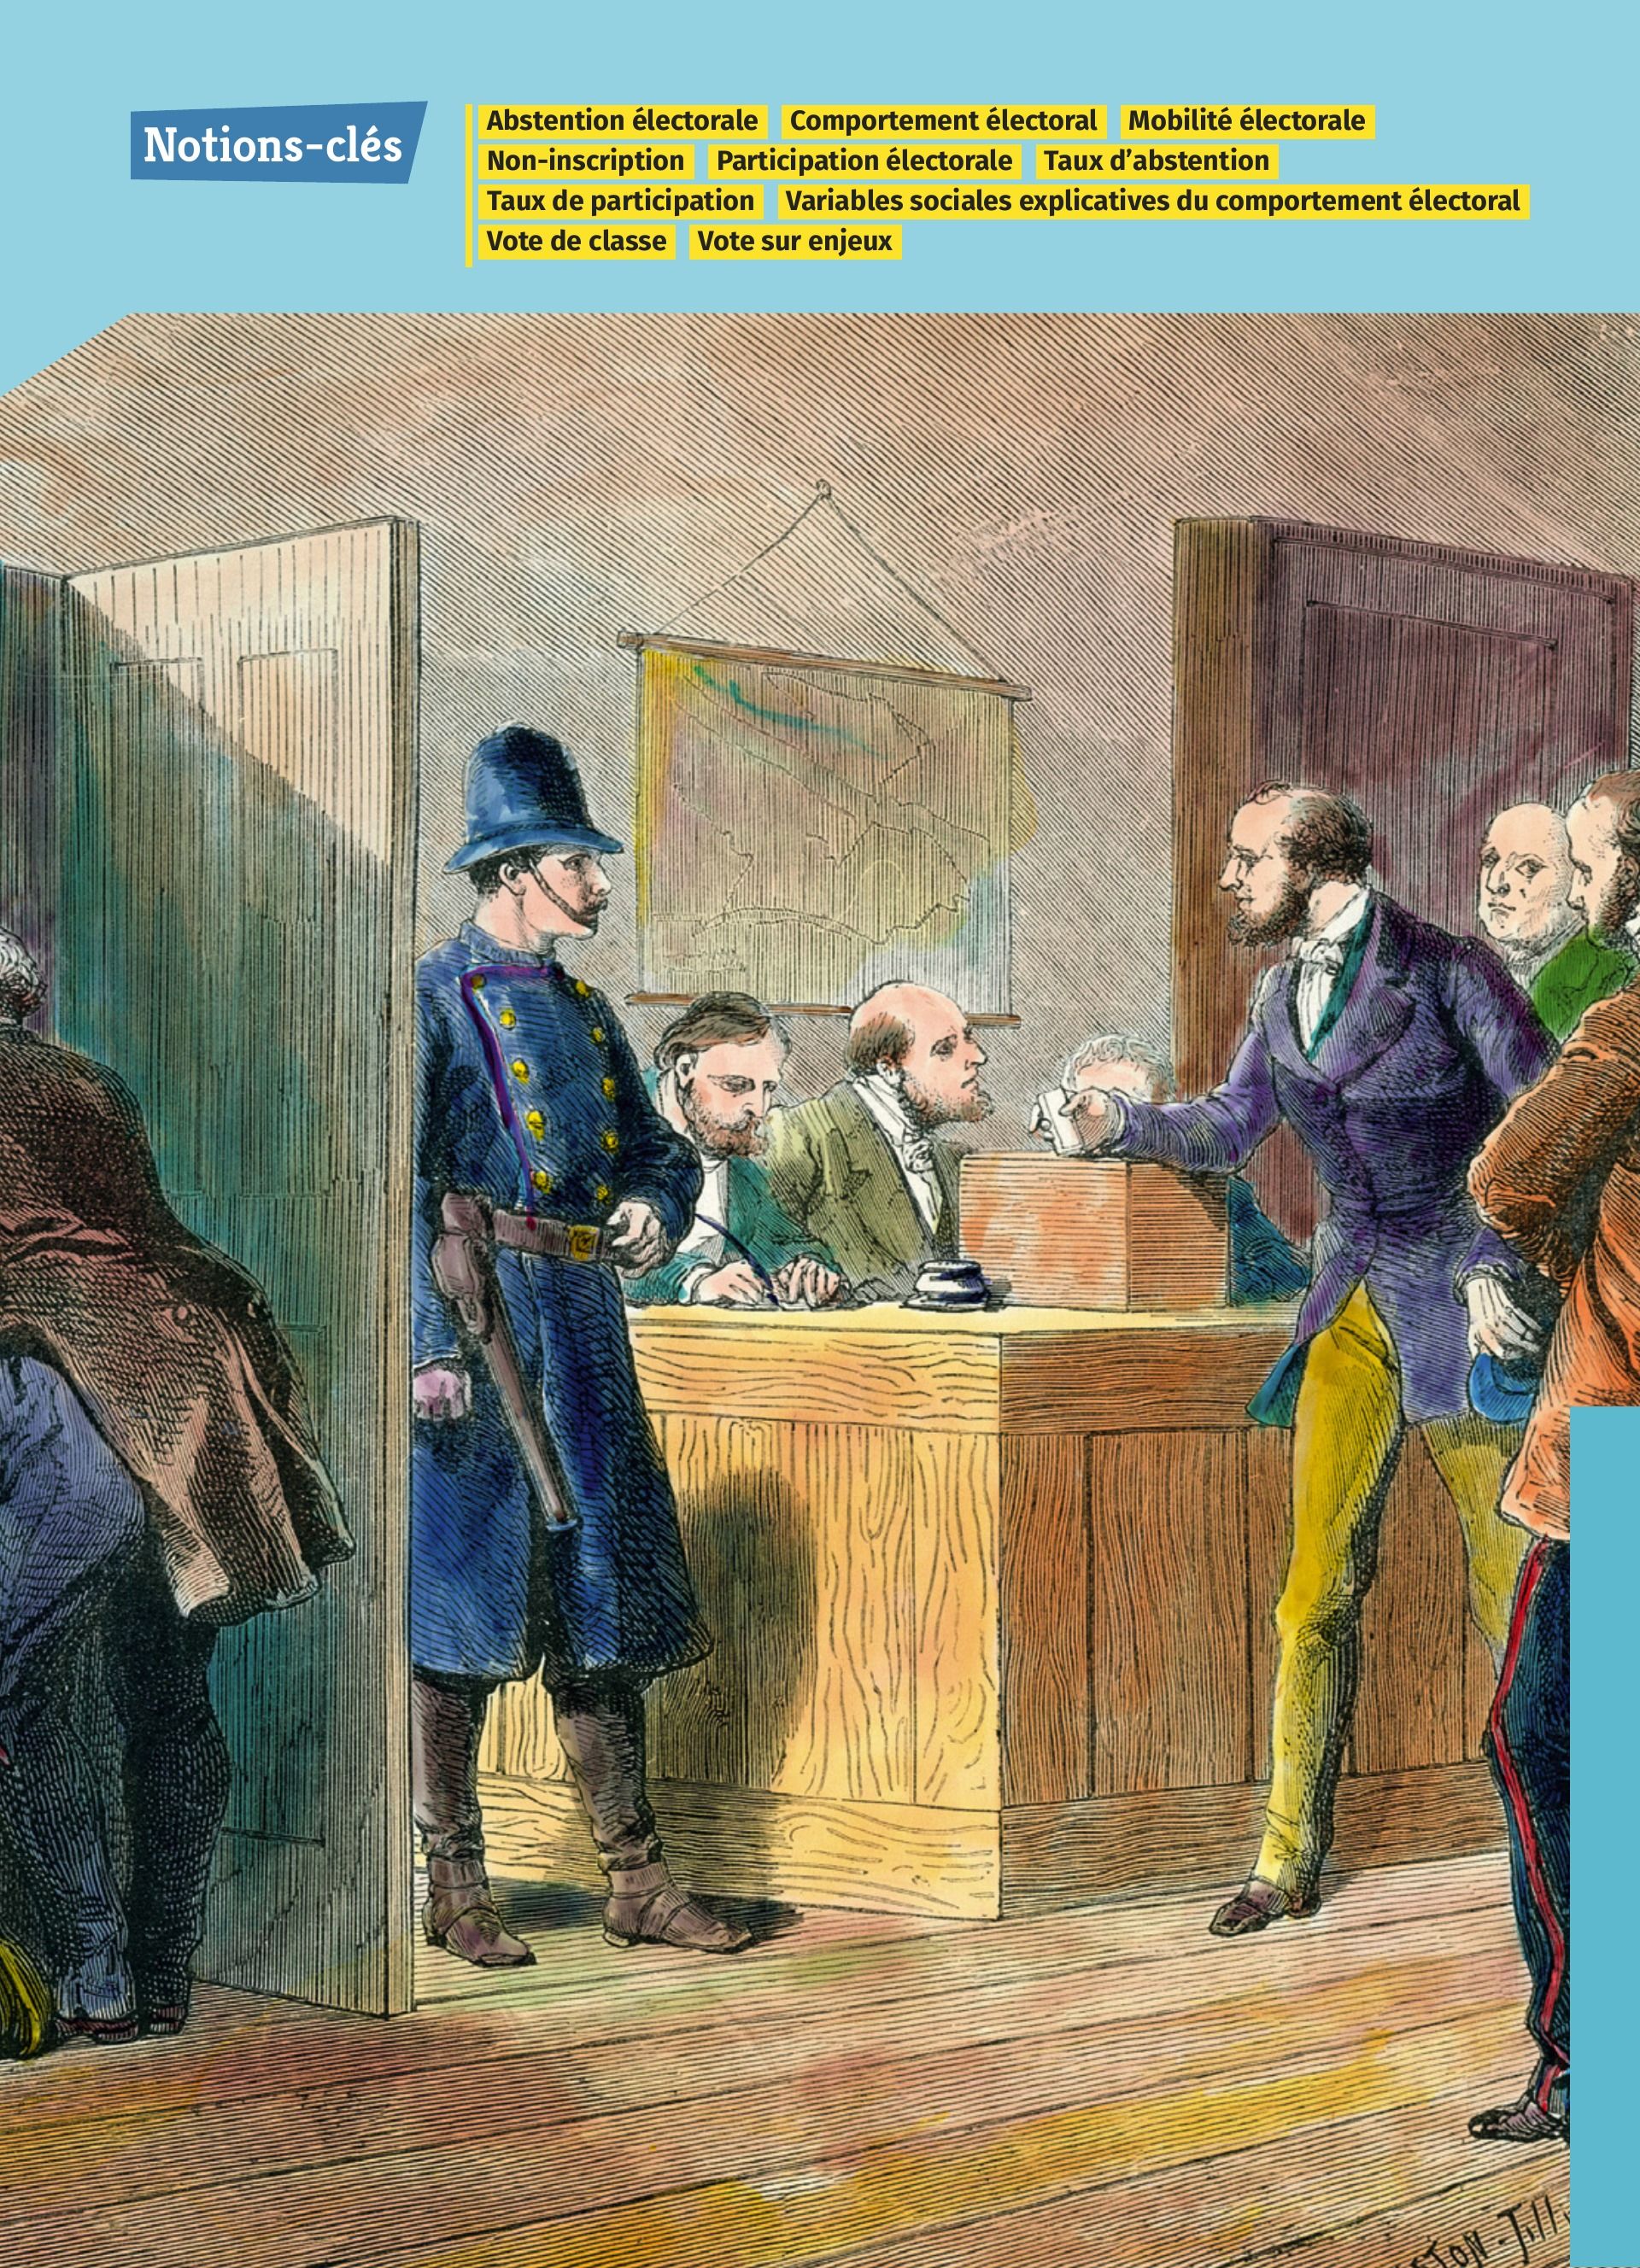 Notions-clés
Abstention électorale Comportement électoral Mobilité électorale
Non-inscription Participation électorale Taux d’abstention
Taux de participation Variables sociales explicatives du comportement électoral
Vote de classe Vote sur enjeux